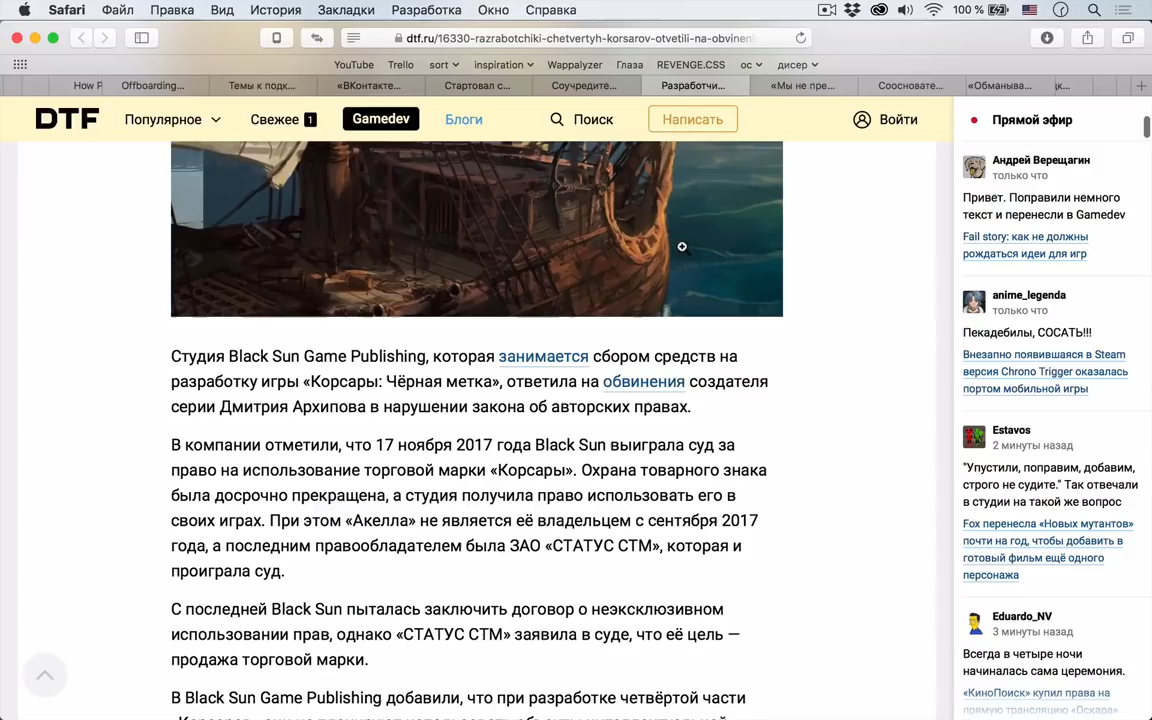 Safari Файл Правка Вид История Закладки Разработка Окно Справка 100 %
dtf.ru/16330-razrabotchiki-chetvertyh-korsarov-otvetili-na-obvineni
YouTube Trello sort inspiration Wappalyzer Глаза REVENGE.CSS ос дисер
How P Offboarding... Темы к подк... «ВКонтакте... Стартовал с... Соучредите... Разработчи... «Мы не пре... Соосновате... «Обманыва...
DTF Популярное Свежее 1 Gamedev Блоги Поиск Написать Войти
Студия Black Sun Game Publishing, которая занимается сбором средств на
разработку игры «Корсары: Чёрная метка», ответила на обвинения создателя
серии Дмитрия Архипова в нарушении закона об авторских правах.
В компании отметили, что 17 ноября 2017 года Black Sun выиграла суд за
право на использование торговой марки «Корсары». Охрана товарного знака
была досрочно прекращена, а студия получила право использовать его в
своих играх. При этом «Акелла» не является её владельцем с сентября 2017
года, а последним правообладателем была ЗАО «СТАТУС СТМ», которая и
проиграла суд.
С последней Black Sun пыталась заключить договор о неэксклюзивном
использовании прав, однако «СТАТУС СТМ» заявила в суде, что её цель —
продажа торговой марки.
В Black Sun Game Publishing добавили, что при разработке четвёртой части
Прямой эфир
Андрей Верещагин
только что
Привет. Поправили немного
текст и перенесли в Gamedev
Fail story: как не должны
рождаться идеи для игр
anime_legenda
только что
Пекадебилы, СОСАТЬ!!!
Внезапно появившаяся в Steam
версия Chrono Trigger оказалась
портом мобильной игры
Estavos
2 минуты назад
"Упустили, поправим, добавим,
строго не судите." Так отвечали
в студии на такой же вопрос
Fox перенесла «Новых мутантов»
почти на год, чтобы добавить в
готовый фильм ещё одного
персонажа
Eduardo_NV
3 минуты назад
Всегда в четыре ночи
начиналась сама церемония.
«КиноПоиск» купил права на
прямую трансляцию «Оскара»